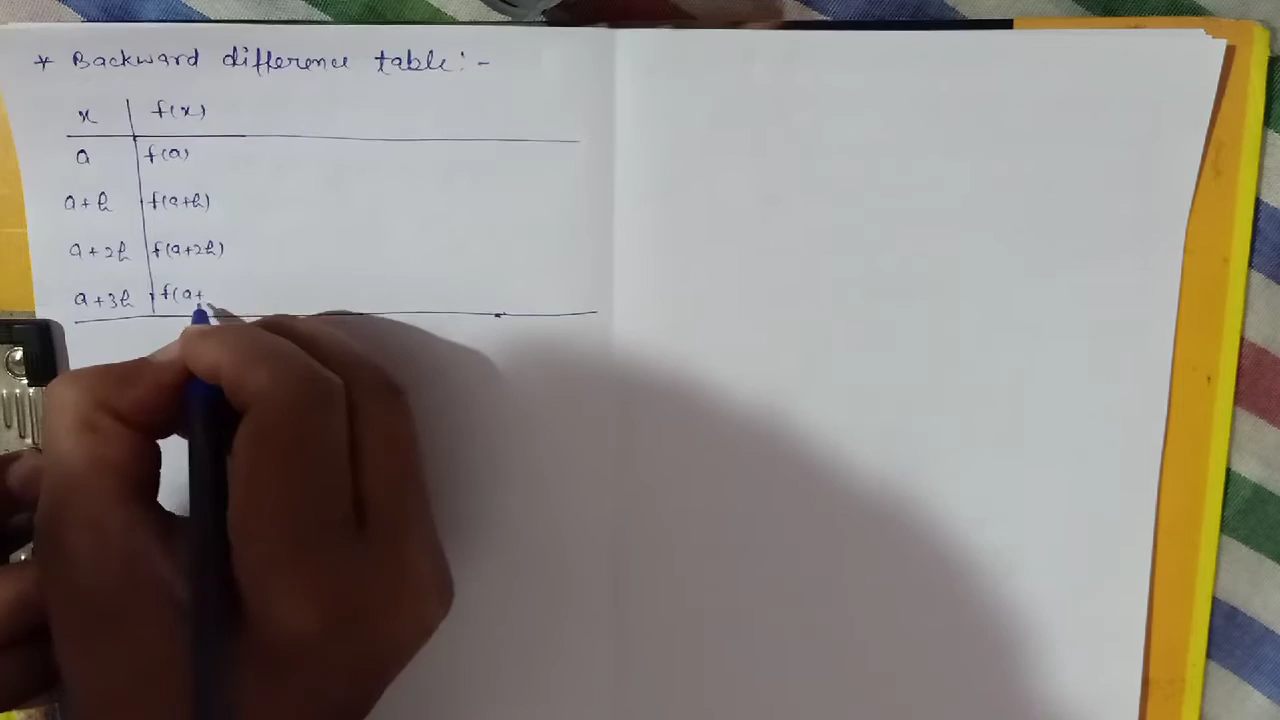 * Backward difference table:-
x f(x)
a f(a)
a+h f(a+h)
a+2h f(a+2h)
a+3h f(a+